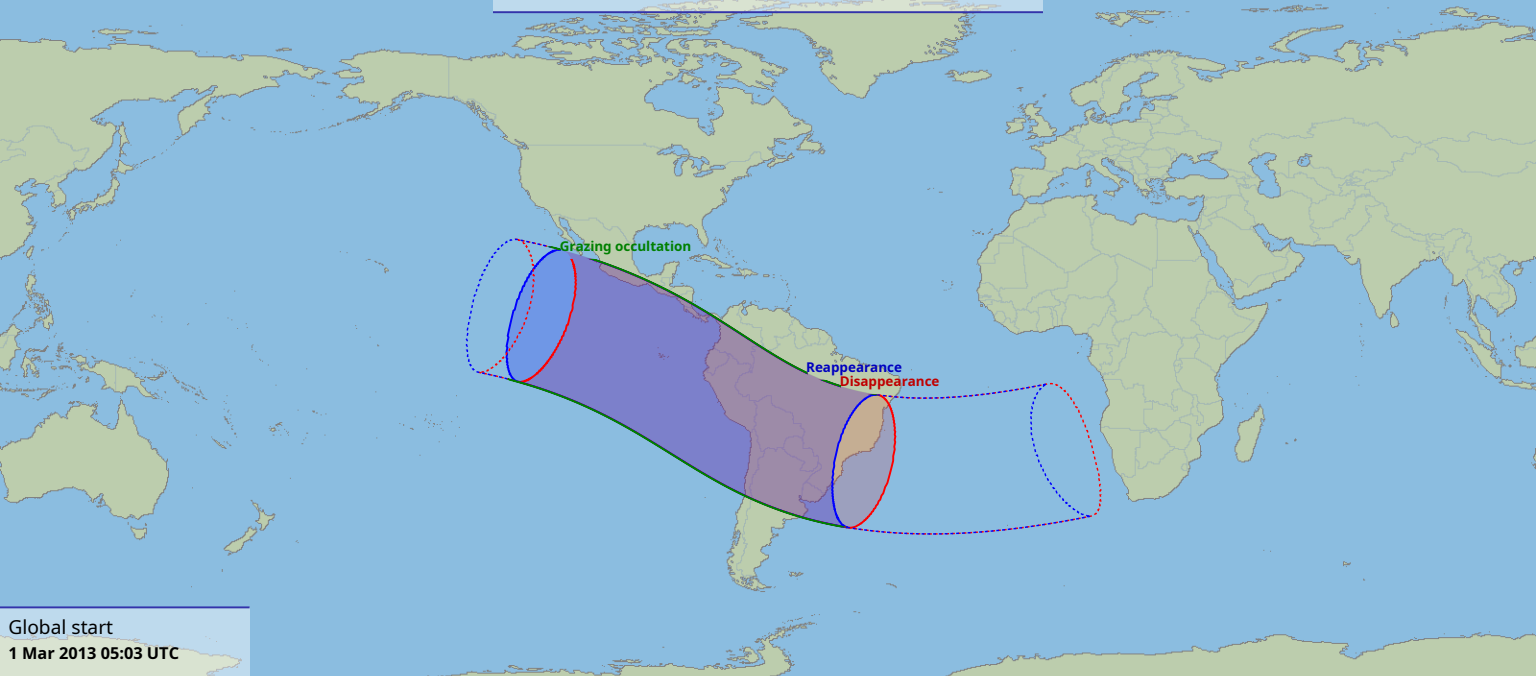 Grazing occultation
Reappearance
Disappearance
Global start
1 Mar 2013 05:03 UTC